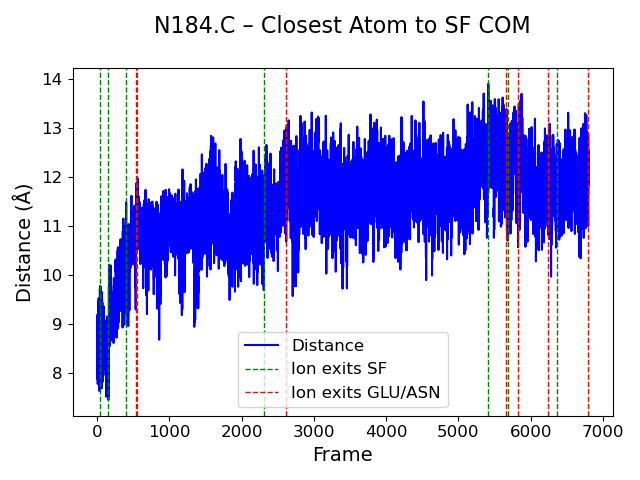 N184.C – Closest Atom to SF COM
14
13
12
11
10
9
8
Distance (Å)
Distance
Ion exits SF
Ion exits GLU/ASN
0 1000 2000 3000 4000 5000 6000 7000
Frame